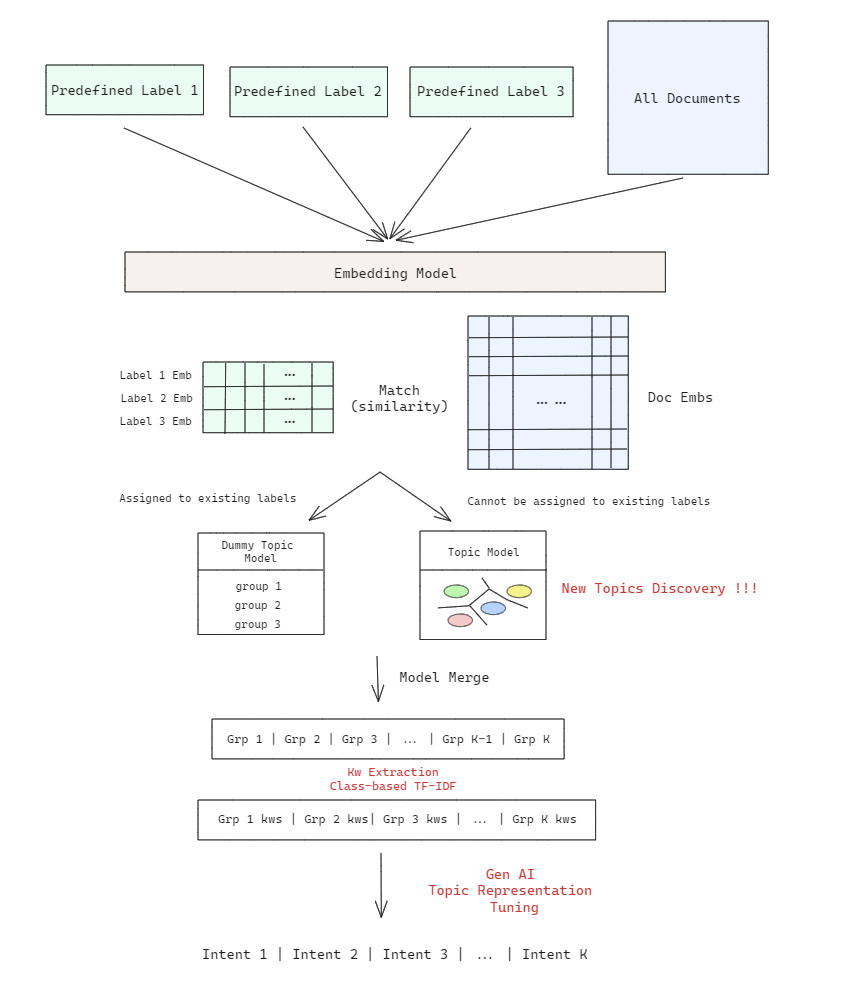 Predefined Label 1
Predefined Label 2
Predefined Label 3
All Documents
Embedding Model
Label 1 Emb
Label 2 Emb
Label 3 Emb
...
...
...
Match
(similarity)
... ...
Doc Embs
Assigned to existing labels
Cannot be assigned to existing labels
Dummy Topic
Model
group 1
group 2
group 3
Topic Model
New Topics Discovery !!!
Model Merge
Grp 1 | Grp 2 | Grp 3 | ... | Grp K-1 | Grp K
Kw Extraction
Class-based TF-IDF
Grp 1 kws | Grp 2 kws| Grp 3 kws | ... | Grp K kws
Gen AI
Topic Representation
Tuning
Intent 1 | Intent 2 | Intent 3 | ... | Intent K